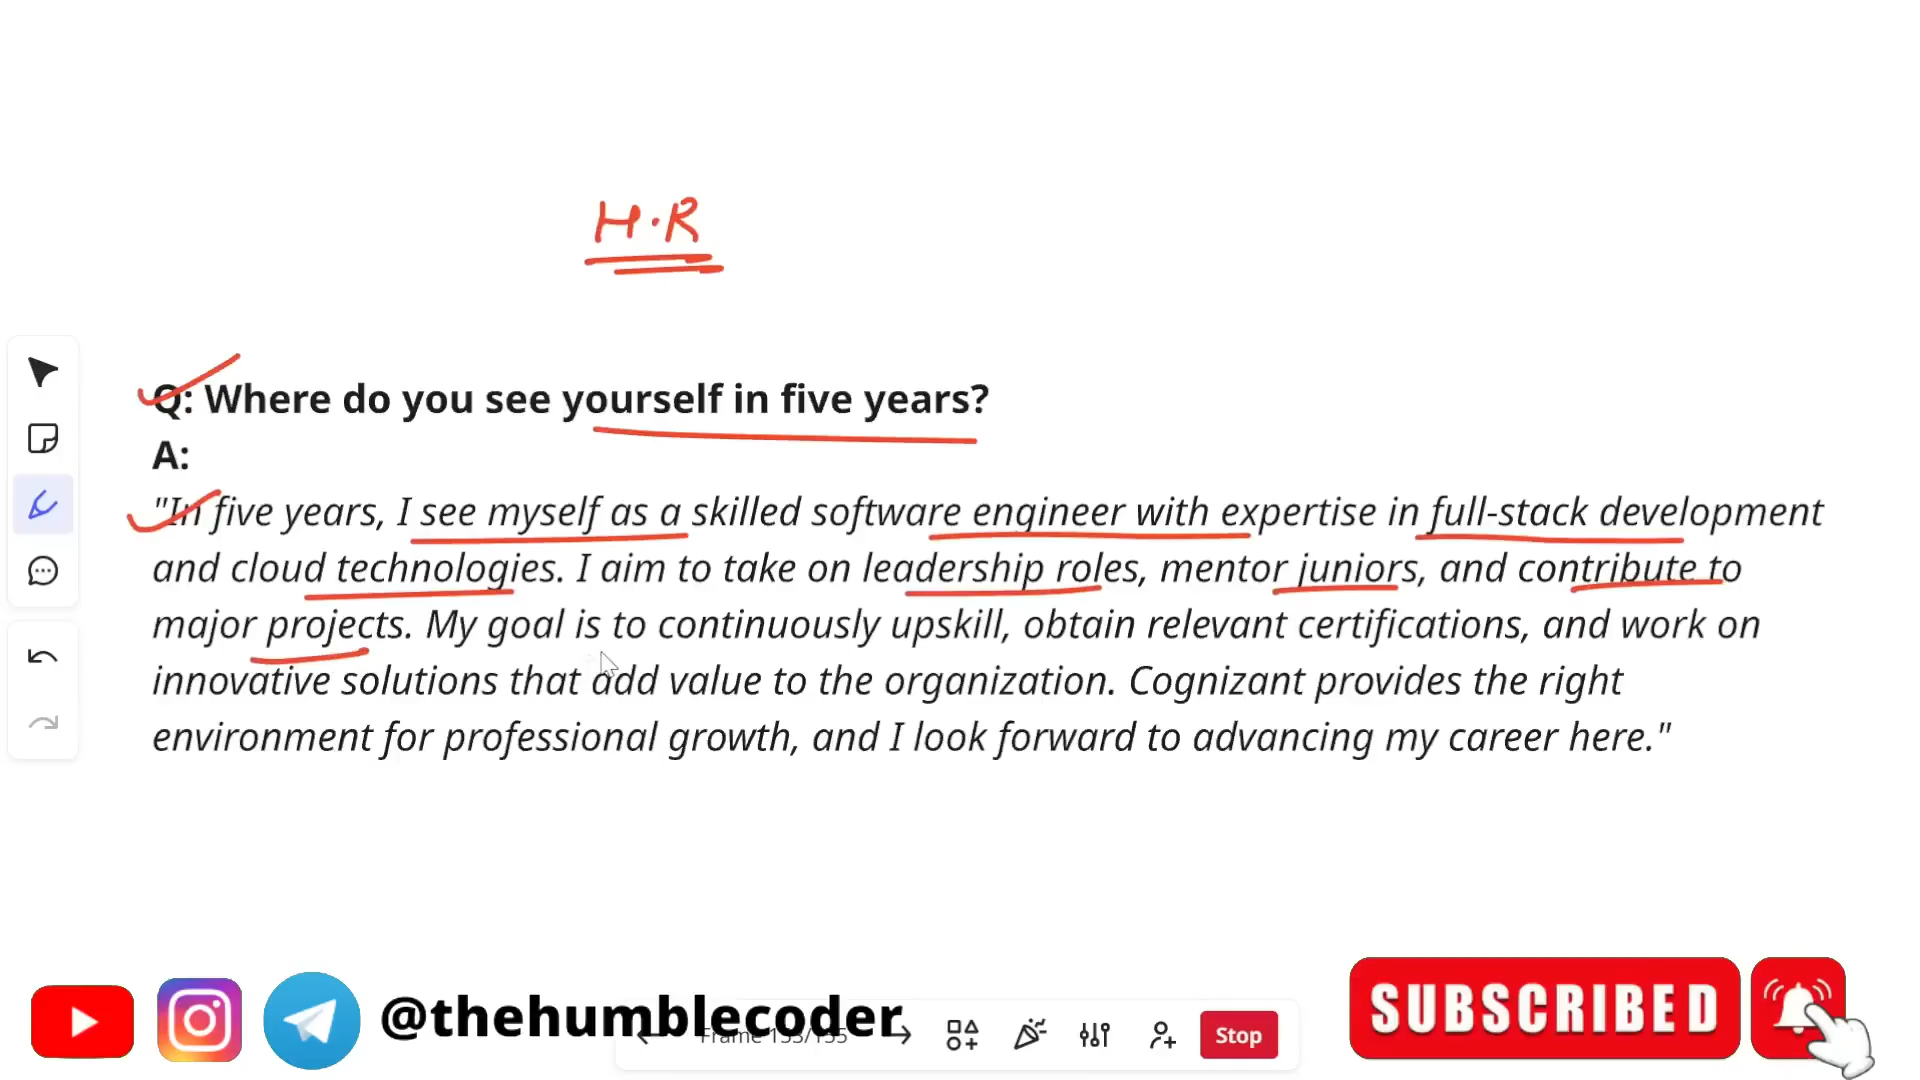 H.R
Q: Where do you see yourself in five years?
A:
"In five years, I see myself as a skilled software engineer with expertise in full-stack development
and cloud technologies. I aim to take on leadership roles, mentor juniors, and contribute to
major projects. My goal is to continuously upskill, obtain relevant certifications, and work on
innovative solutions that add value to the organization. Cognizant provides the right
environment for professional growth, and I look forward to advancing my career here."
@thehumblecoder
Frame 153/155
Stop
SUBSCRIBED